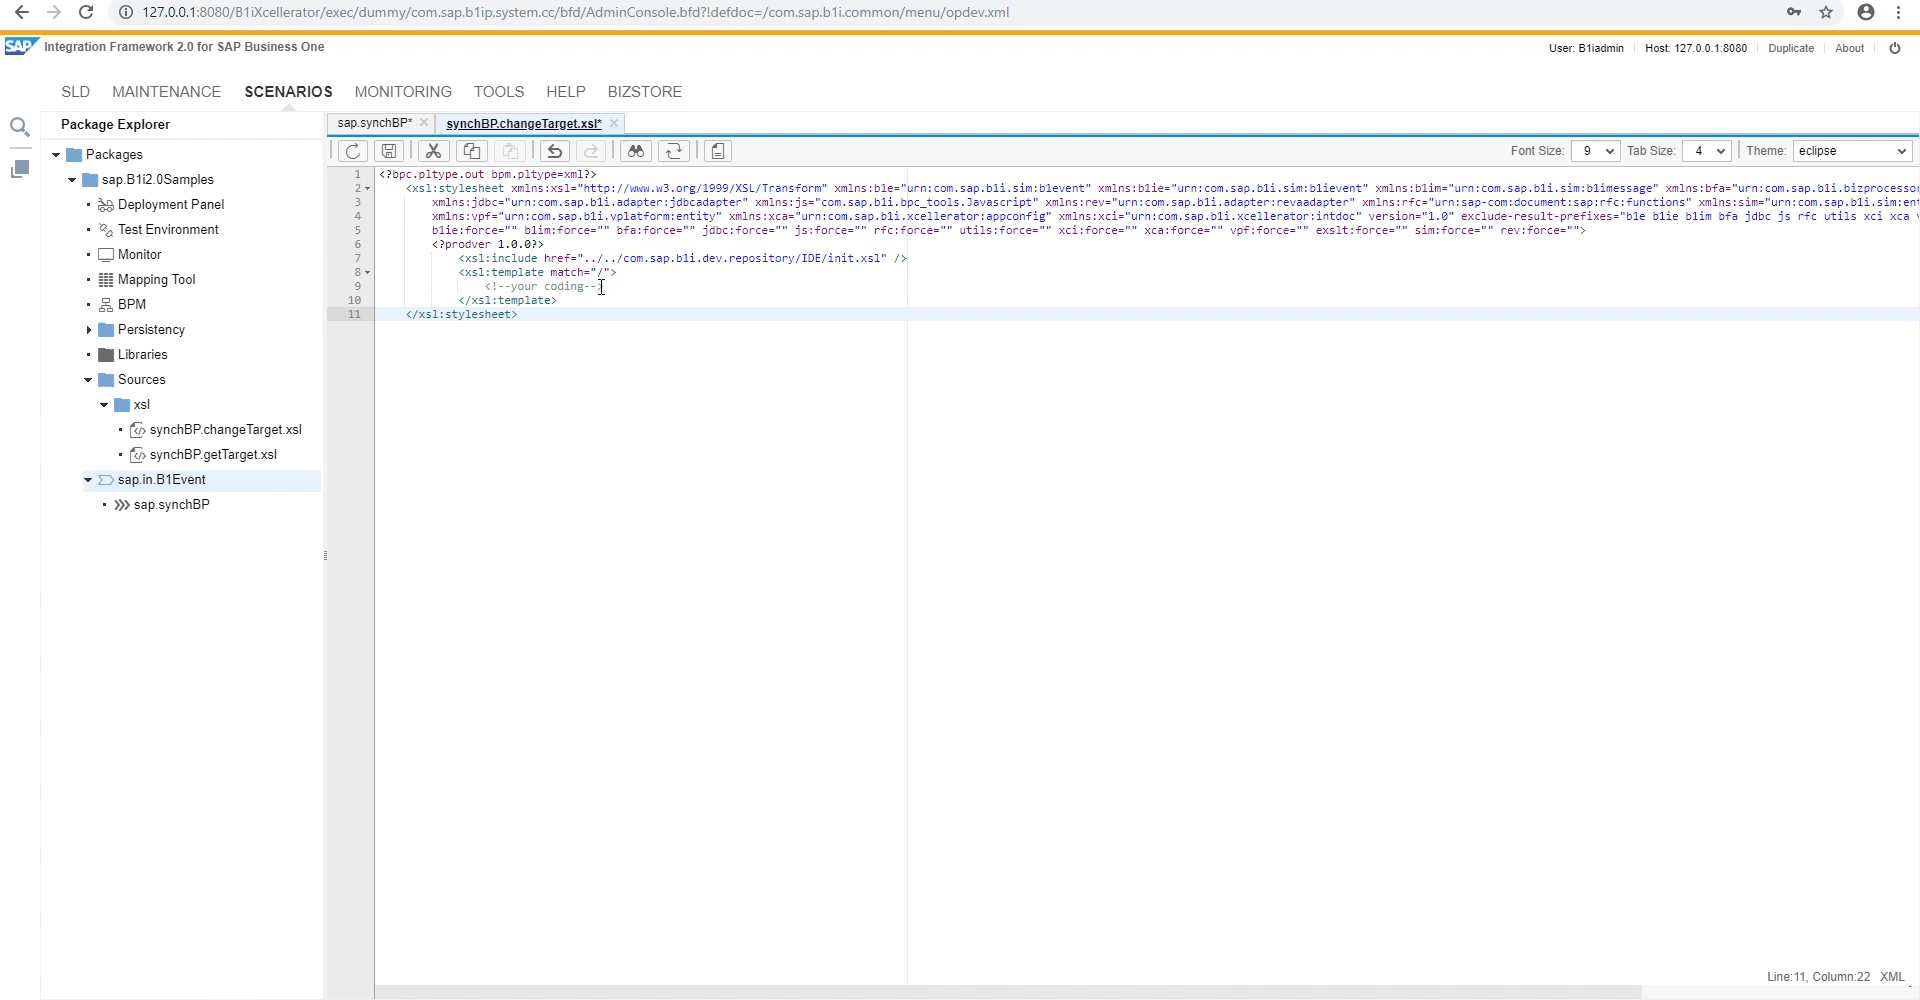 127.0.0.1:8080/B1iXcellerator/exec/dummy/com.sap.b1ip.system.cc/bfd/AdminConsole.bfd?!defdoc=/com.sap.b1i.common/menu/opdev.xml
SAP Integration Framework 2.0 for SAP Business One
User: B1iadmin Host: 127.0.0.1:8080 Duplicate About
SLD MAINTENANCE SCENARIOS MONITORING TOOLS HELP BIZSTORE
Package Explorer
Packages
sap.B1i2.0Samples
Deployment Panel
Test Environment
Monitor
Mapping Tool
BPM
Persistency
Libraries
Sources
xsl
synchBP.changeTarget.xsl
synchBP.getTarget.xsl
sap.in.B1Event
sap.synchBP
sap.synchBP* synchBP.changeTarget.xsl*
Font Size: 9 Tab Size: 4 Theme: eclipse
1 <?bpc.pltype.out bpm.pltype=xml?>
2 <xsl:stylesheet xmlns:xsl="http://www.w3.org/1999/XSL/Transform" xmlns:b1e="urn:com.sap.b1i.sim:b1event" xmlns:b1ie="urn:com.sap.b1i.sim:b1ievent" xmlns:b1im="urn:com.sap.b1i.sim:b1imessage" xmlns:bfa="urn:com.sap.b1i.bizprocessor
3 xmlns:jdbc="urn:com.sap.b1i.adapter:jdbcadapter" xmlns:js="com.sap.b1i.bpc_tools.Javascript" xmlns:rev="urn:com.sap.b1i.adapter:revaadapter" xmlns:rfc="urn:sap-com:document:sap:rfc:functions" xmlns:sim="urn:com.sap.b1i.sim:ent
4 xmlns:vpf="urn:com.sap.b1i.vplatform:entity" xmlns:xca="urn:com.sap.b1i.xcellerator:appconfig" xmlns:xci="urn:com.sap.b1i.xcellerator:intdoc" version="1.0" exclude-result-prefixes="b1e b1ie b1im bfa jdbc js rfc utils xci xca v
5 b1ie:force="" b1im:force="" bfa:force="" jdbc:force="" js:force="" rfc:force="" utils:force="" xci:force="" xca:force="" vpf:force="" exslt:force="" sim:force="" rev:force="">
6 <?prodver 1.0.0?>
7 <xsl:include href="../../com.sap.b1i.dev.repository/IDE/init.xsl" />
8 <xsl:template match="/">
9 <!--your coding-->
10 </xsl:template>
11 </xsl:stylesheet>
Line:11, Column:22 XML